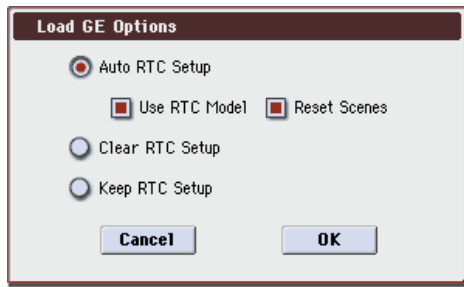 Load GE Options
Auto RTC Setup
Use RTC Model Reset Scenes
Clear RTC Setup
Keep RTC Setup
Cancel OK